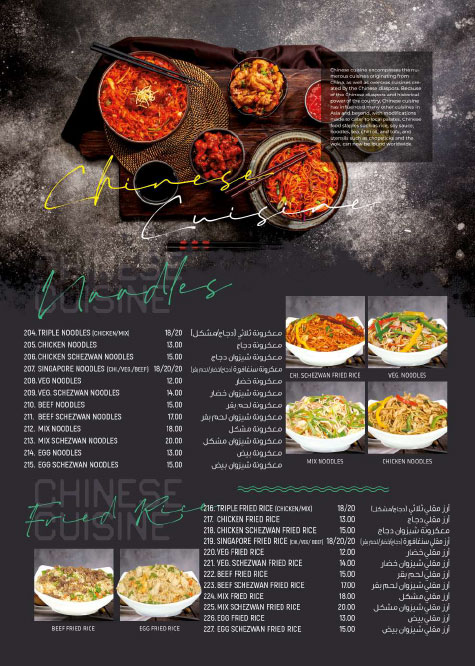 Chinese cuisine encompasses the nu-
merous cuisines originating from
China, as well as overseas cuisines cre-
ated by the Chinese diaspora. Because
of the Chinese diaspora and historical
power of the country, Chinese cuisine
has influenced many other cuisines in
Asia and beyond, with modifications
made to cater to local palates. Chinese
food staples such as rice, soy sauce,
noodles, tea, chili oil, and tofu, and
utensils such as chopsticks and the
wok, can now be found worldwide.
Chinese
Cuisine
CHINESE
CUISINE
Noodles
204. TRIPLE NOODLES (CHICKEN/MIX) 18/20 معكرونة ثلاثي (دجاج/مشكل)
205. CHICKEN NOODLES 13.00 معكرونة دجاج
206. CHICKEN SCHEZWAN NOODLES 15.00 معكرونة شيزوان دجاج
207. SINGAPORE NOODLES (CHI./VEG./BEEF) 18/20/20 معكرونة سنغافورة (دجاج/خضار/لحم بقر)
208. VEG NOODLES 12.00 معكرونة خضار
209. VEG. SCHEZWAN NOODLES 14.00 معكرونة شيزوان خضار
210. BEEF NOODLES 15.00 معكرونة لحم بقر
211. BEEF SCHEZWAN NOODLES 17.00 معكرونة شيزوان لحم بقر
212. MIX NOODLES 18.00 معكرونة مشكل
213. MIX SCHEZWAN NOODLES 20.00 معكرونة شيزوان مشكل
214. EGG NOODLES 13.00 معكرونة بيض
215. EGG SCHEZWAN NOODLES 15.00 معكرونة شيزوان بيض
CHI. SCHEZWAN FRIED RICE
VEG. NOODLES
MIX NOODLES
CHICKEN NOODLES
CHINESE
CUISINE
Fried Rice
216. TRIPLE FRIED RICE (CHICKEN/MIX) 18/20 أرز مقلي ثلاثي (دجاج/مشكل)
217. CHICKEN FRIED RICE 13.00 أرز مقلي دجاج
218. CHICKEN SCHEZWAN FRIED RICE 15.00 معكرونة شيزوان دجاج
219. SINGAPORE FRIED RICE (CHI./VEG/ BEEF) 18/20/20 أرز مقلي سنغافورة (دجاج/خضار/لحم بقر)
220. VEG FRIED RICE 12.00 أرز مقلي خضار
221. VEG. SCHEZWAN FRIED RICE 14.00 أرز مقلي شيزوان خضار
222. BEEF FRIED RICE 15.00 أرز مقلي لحم بقر
223. BEEF SCHEZWAN FRIED RICE 17.00 أرز مقلي شيزوان لحم بقر
224. MIX FRIED RICE 18.00 أرز مقلي مشكل
225. MIX SCHEZWAN FRIED RICE 20.00 أرز مقلي شيزوان مشكل
226. EGG FRIED RICE 13.00 أرز مقلي بيض
227. EGG SCHEZWAN FRIED RICE 15.00 أرز مقلي شيزوان بيض
BEEF FRIED RICE
EGG FRIED RICE